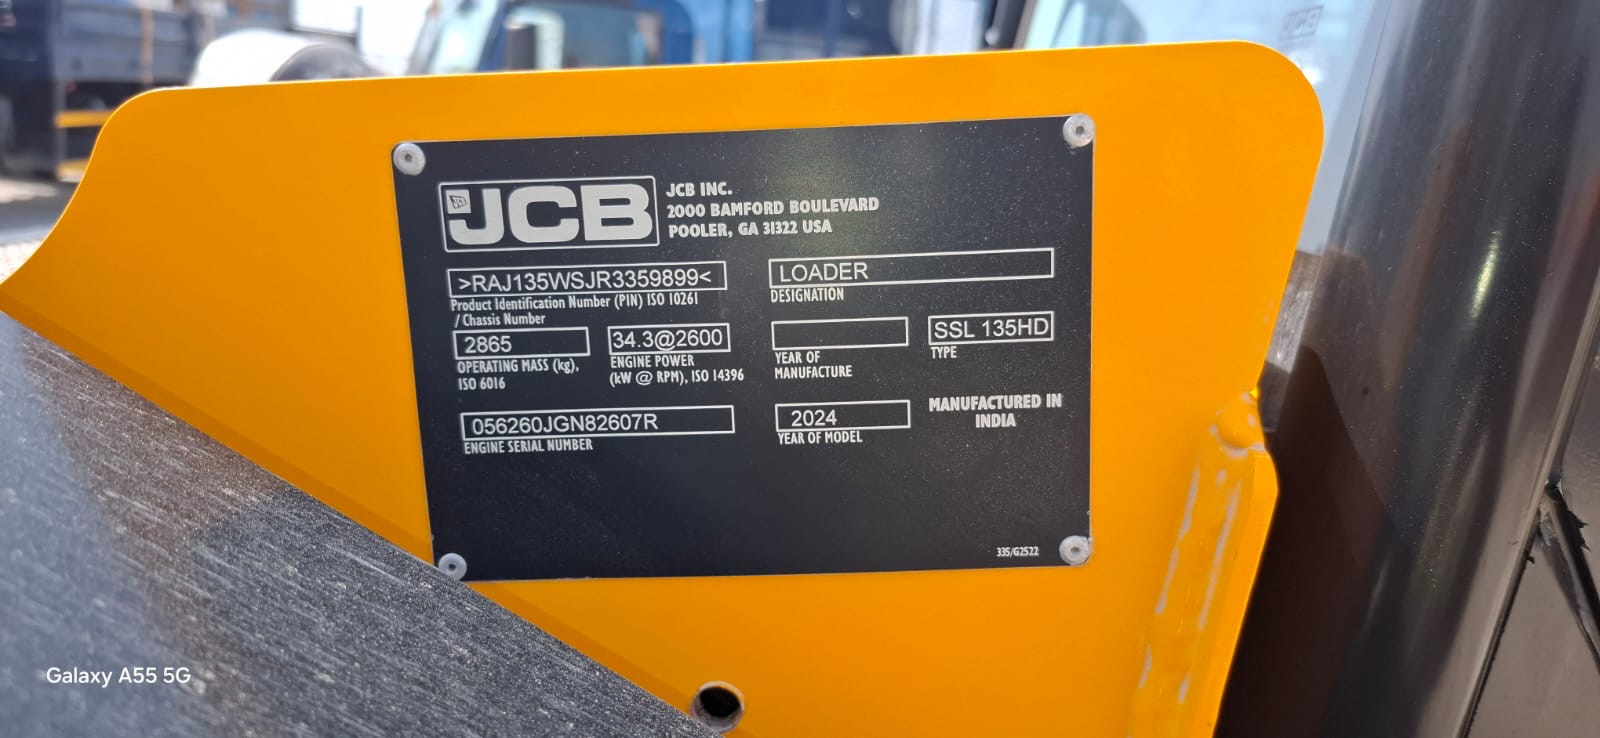 JCB
JCB INC.
2000 BAMFORD BOULEVARD
POOLER, GA 31322 USA
>RAJ135WSJR3359899<
Product Identification Number (PIN) ISO 10261
/ Chassis Number
LOADER
DESIGNATION
2865
OPERATING MASS (kg),
ISO 6016
34.3@2600
ENGINE POWER
(kW @ RPM), ISO 14396
YEAR OF
MANUFACTURE
SSL 135HD
TYPE
056260JGN82607R
ENGINE SERIAL NUMBER
2024
YEAR OF MODEL
MANUFACTURED IN
INDIA
335/G2522
Galaxy A55 5G
JCB